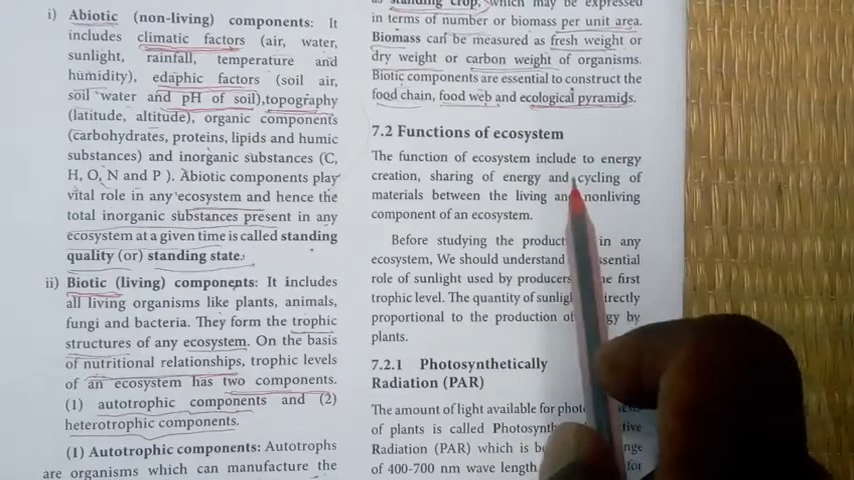 i) Abiotic (non-living) components: It
includes climatic factors (air, water,
sunlight, rainfall, temperature and
humidity), edaphic factors (soil air,
soil water and pH of soil), topography
(latitude, altitude), organic components
(carbohydrates, proteins, lipids and humic
substances) and inorganic substances (C,
H, O, N and P ). Abiotic components play
vital role in any ecosystem and hence the
total inorganic substances present in any
ecosystem at a given time is called standing
quality (or) standing state.
ii) Biotic (living) components: It includes
all living organisms like plants, animals,
fungi and bacteria. They form the trophic
structures of any ecosystem. On the basis
of nutritional relationships, trophic levels
of an ecosystem has two components.
(1) autotrophic components and (2)
heterotrophic components.
(1) Autotrophic components: Autotrophs
are organisms which can manufacture the
as standing crop, which may be expressed
in terms of number or biomass per unit area.
Biomass can be measured as fresh weight or
dry weight or carbon weight of organisms.
Biotic components are essential to construct the
food chain, food web and ecological pyramids.
7.2 Functions of ecosystem
The function of ecosystem include to energy
creation, sharing of energy and cycling of
materials between the living and nonliving
component of an ecosystem.
Before studying the in any
ecosystem, We should understand
role of sunlight used by producers first
trophic level. The quantity of directly
proportional to the production of by
plants.
7.2.1 Photosynthetically
Radiation (PAR)
The amount of light available for
of plants is called
Radiation (PAR) which is
of 400-700 nm wave length for